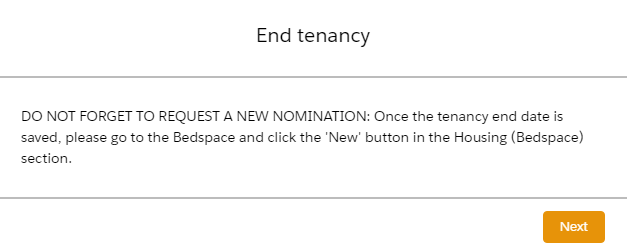 End tenancy
DO NOT FORGET TO REQUEST A NEW NOMINATION: Once the tenancy end date is
saved, please go to the Bedspace and click the 'New' button in the Housing (Bedspace)
section.
Next